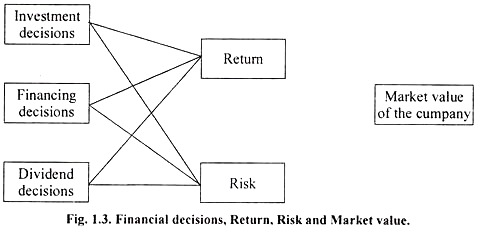 Investment
decisions
Return
Financing
decisions
Market value
of the cumpany
Dividend
decisions
Risk
Fig. 1.3. Financial decisions, Return, Risk and Market value.